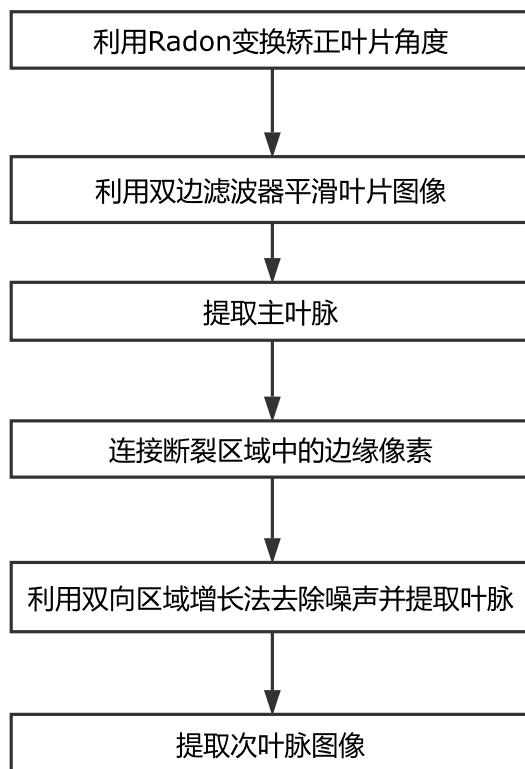 利用Radon变换矫正叶片角度
利用双边滤波器平滑叶片图像
提取主叶脉
连接断裂区域中的边缘像素
利用双向区域增长法去除噪声并提取叶脉
提取次叶脉图像